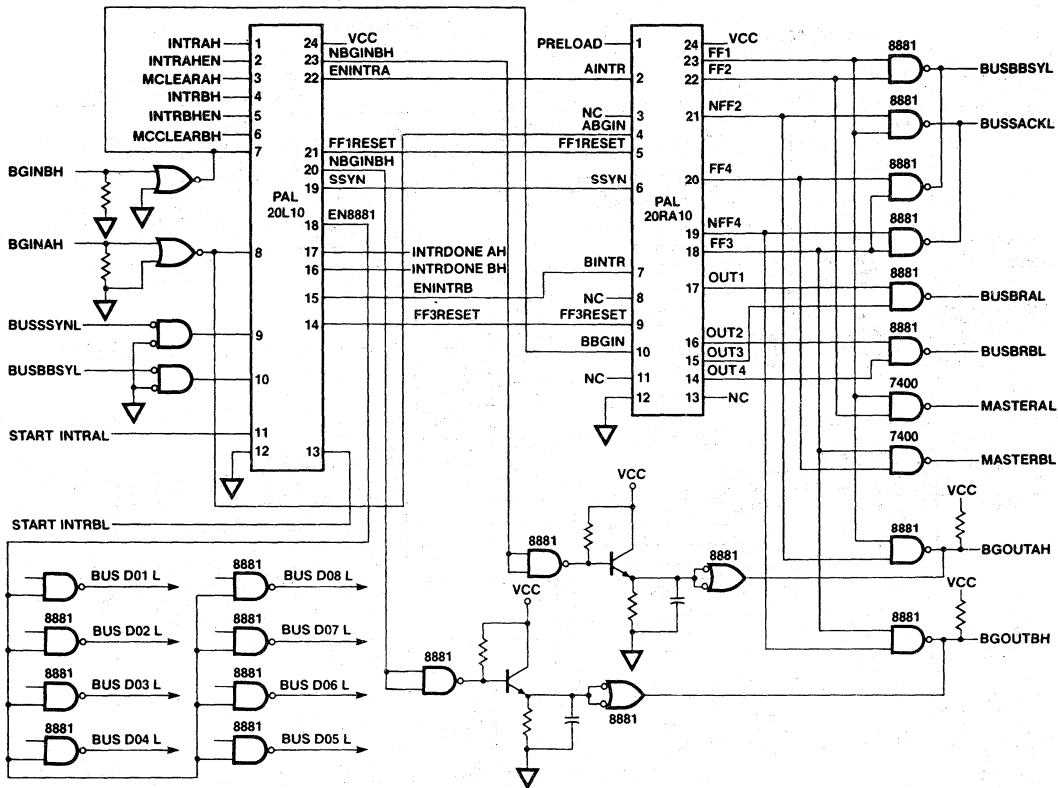 INTRAH
INTRAHEN
MCLEARAH
INTRBH
INTRBHEN
MCCLEARBH
BGINBH
BGINAH
BUSSSYNL
BUSBBSYL
START INTRAL
START INTRBL
1
2
3
4
5
6
7
8
9
10
11
12
PAL
20L10
24
23
22
21
20
19
18
17
16
15
14
13
VCC
NBGINBH
ENINTRA
FF1RESET
NBGINBH
SSYN
EN8881
INTRDONE AH
INTRDONE BH
ENINTRB
FF3RESET
PRELOAD
AINTR
NC
ABGIN
FF1RESET
SSYN
BINTR
NC
FF3RESET
BBGIN
NC
1
2
3
4
5
6
7
8
9
10
11
12
PAL
20RA10
24
23
22
21
20
19
18
17
16
15
14
13
VCC
FF1
FF2
NFF2
FF4
NFF4
FF3
OUT1
OUT2
OUT3
OUT 4
NC
8881
BUSBBSYL
8881
BUSSACKL
8881
8881
8881
BUSBRAL
8881
BUSBRBL
7400
MASTERAL
7400
MASTERBL
VCC
8881
BGOUTAH
VCC
8881
BGOUTBH
VCC
8881
8881
VCC
8881
8881
BUS D01 L
8881
BUS D08 L
8881
BUS D02 L
8881
BUS D07 L
8881
BUS D03 L
8881
BUS D06 L
8881
BUS D04 L
8881
BUS D05 L